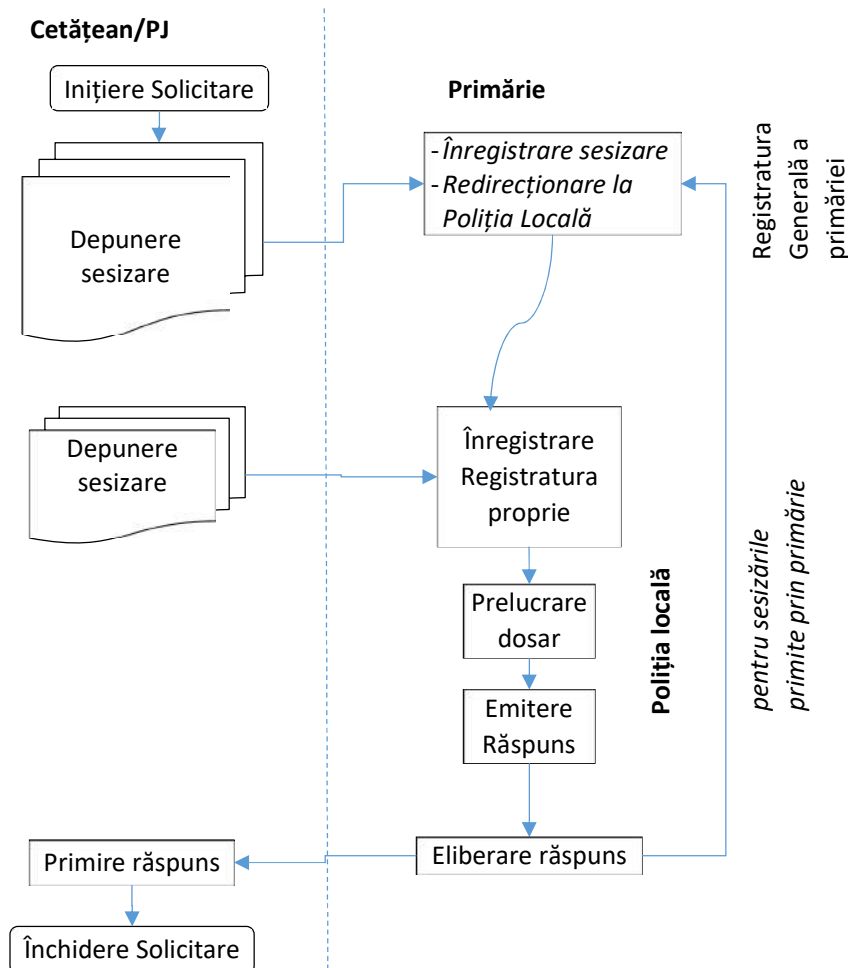 Cetățean/PJ
Inițiere Solicitare
Primărie
- Înregistrare sesizare
- Redirecționare la
Poliția Locală
Registratura
Generală a
primăriei
Depunere
sesizare
Depunere
sesizare
Înregistrare
Registratura
proprie
Prelucrare
dosar
Emitere
Răspuns
Poliția locală
pentru sesizările
primite prin primărie
Eliberare răspuns
Primire răspuns
Închidere Solicitare